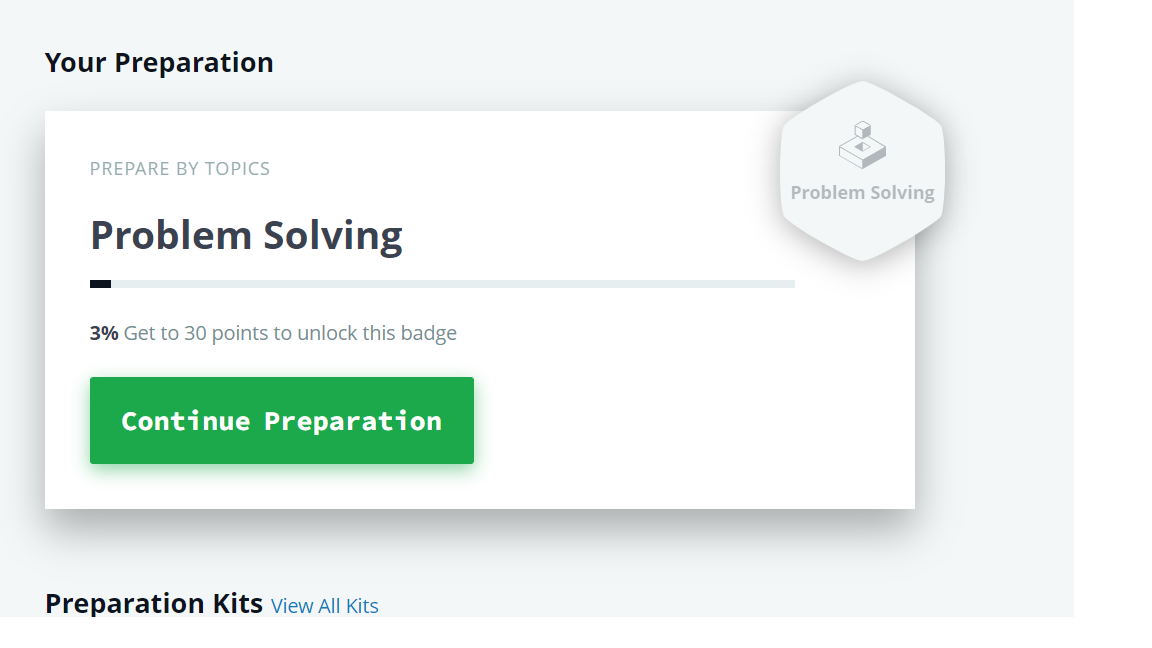 Your Preparation
PREPARE BY TOPICS
Problem Solving
Problem Solving
3% Get to 30 points to unlock this badge
Continue Preparation
Preparation Kits View All Kits